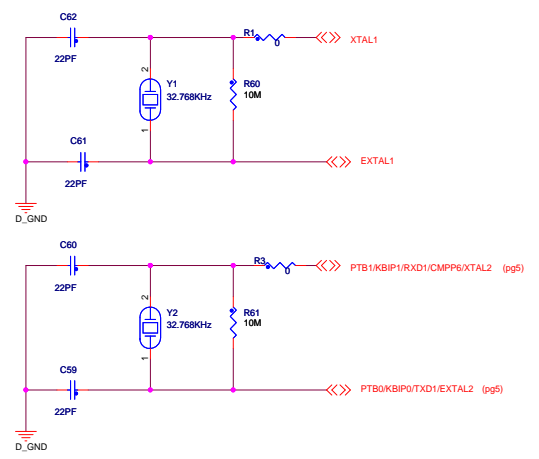 C62
22PF
R1
0
XTAL1
2
Y1
32.768KHz
1
R60
10M
C61
22PF
EXTAL1
D_GND
C60
22PF
R3
0
PTB1/KBIP1/RXD1/CMPP6/XTAL2 (pg5)
2
Y2
32.768KHz
1
R61
10M
C59
22PF
PTB0/KBIP0/TXD1/EXTAL2 (pg5)
D_GND